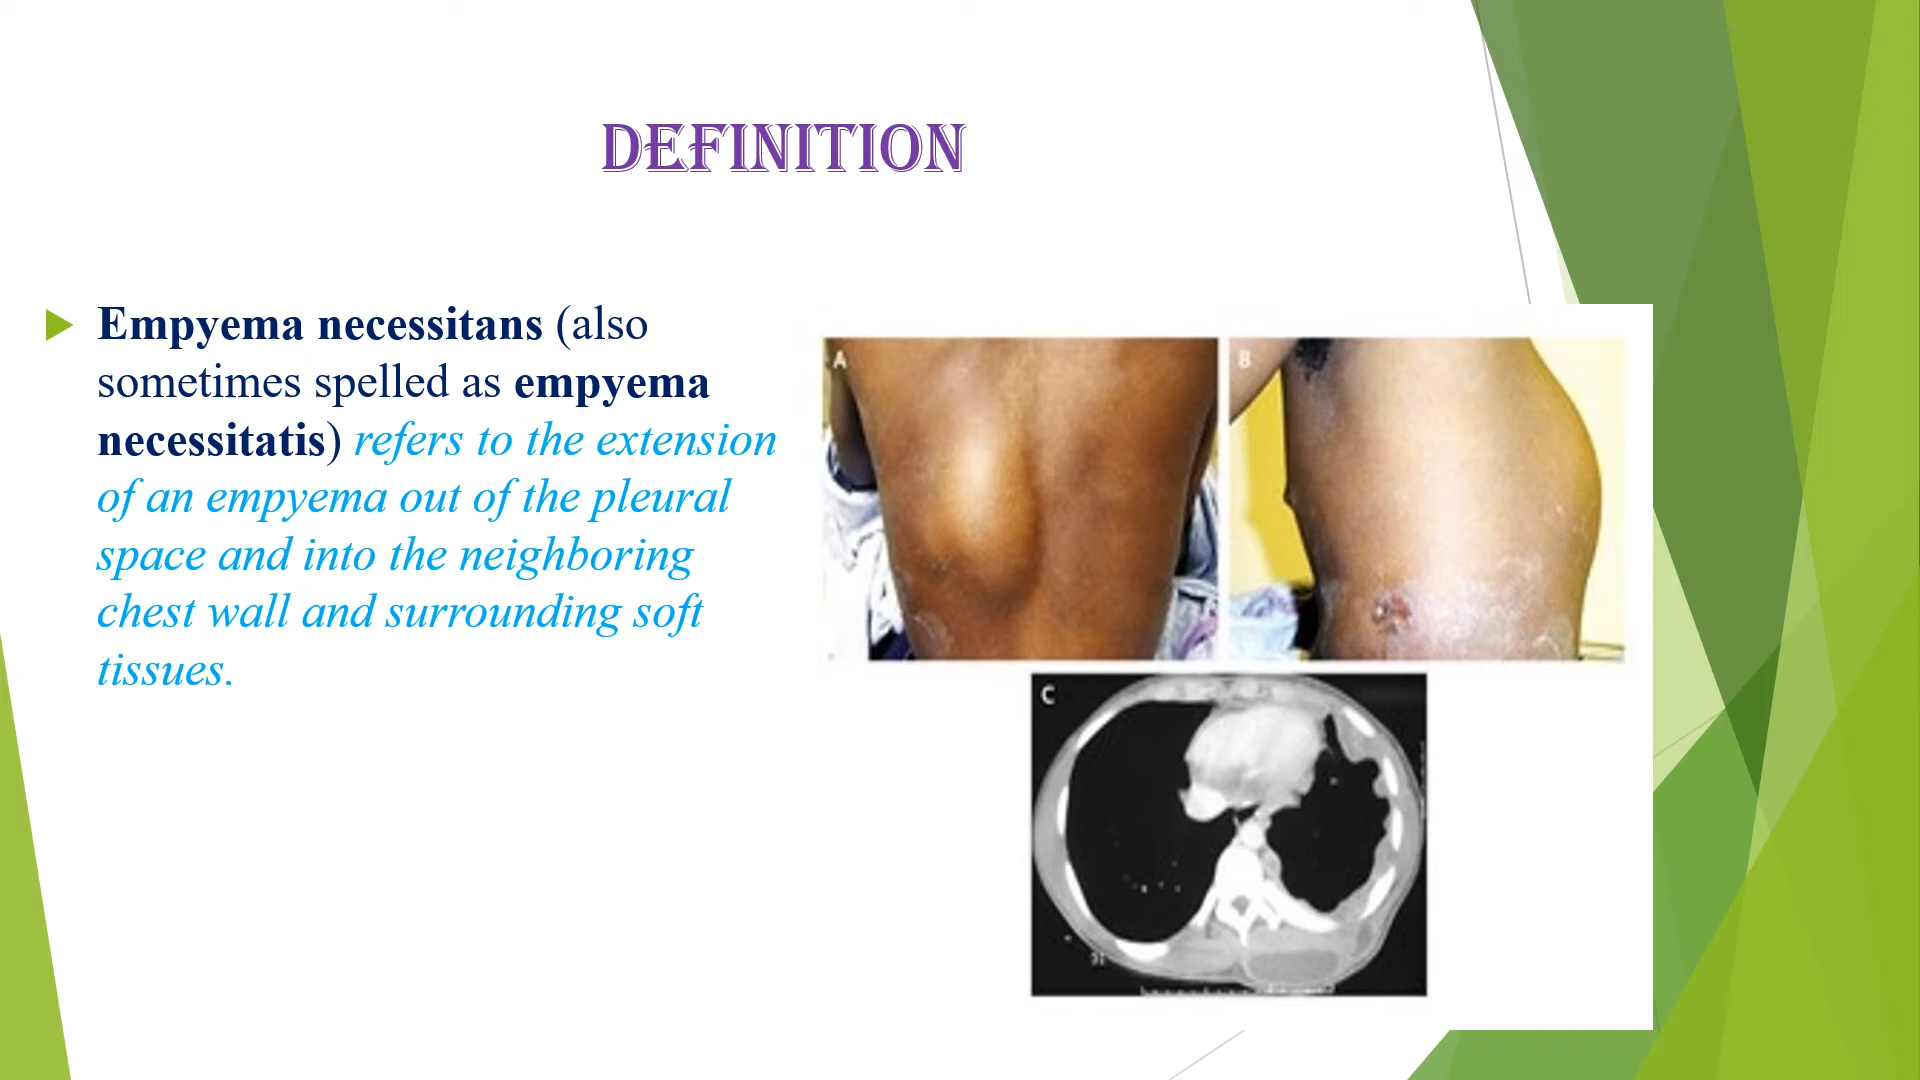 DEFINITION
Empyema necessitans (also
sometimes spelled as empyema
necessitatis) refers to the extension
of an empyema out of the pleural
space and into the neighboring
chest wall and surrounding soft
tissues.
A
B
C